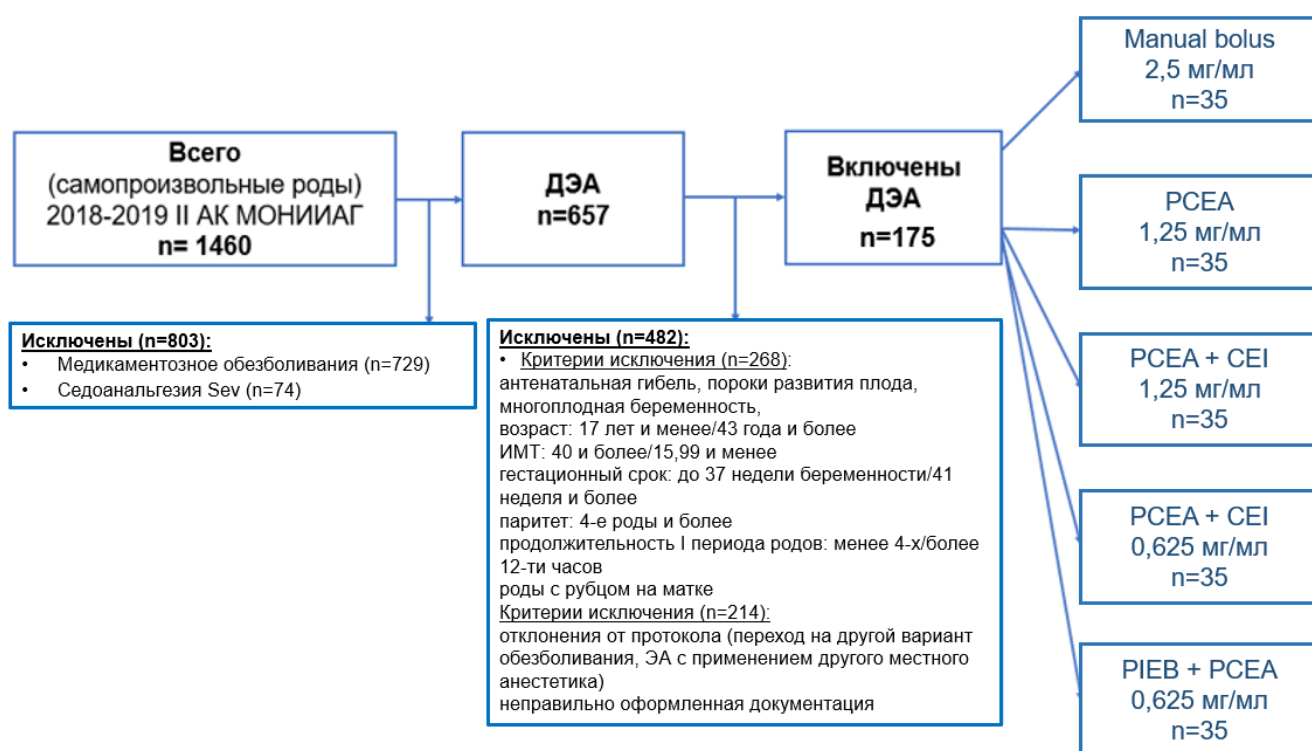 Всего
(самопроизвольные роды)
2018-2019 II АК МОНИИАГ
n= 1460
ДЭА
n=657
Включены
ДЭА
n=175
Исключены (n=803):
• Медикаментозное обезболивания (n=729)
• Седоанальгезия Sev (n=74)
Исключены (n=482):
• Критерии исключения (n=268):
антенатальная гибель, пороки развития плода,
многоплодная беременность,
возраст: 17 лет и менее/43 года и более
ИМТ: 40 и более/15,99 и менее
гестационный срок: до 37 недели беременности/41
неделя и более
паритет: 4-е роды и более
продолжительность I периода родов: менее 4-х/более
12-ти часов
роды с рубцом на матке
Критерии исключения (n=214):
отклонения от протокола (переход на другой вариант
обезболивания, ЭА с применением другого местного
анестетика)
неправильно оформленная документация
Manual bolus
2,5 мг/мл
n=35
PCEA
1,25 мг/мл
n=35
PCEA + CEI
1,25 мг/мл
n=35
PCEA + CEI
0,625 мг/мл
n=35
PIEB + PCEA
0,625 мг/мл
n=35